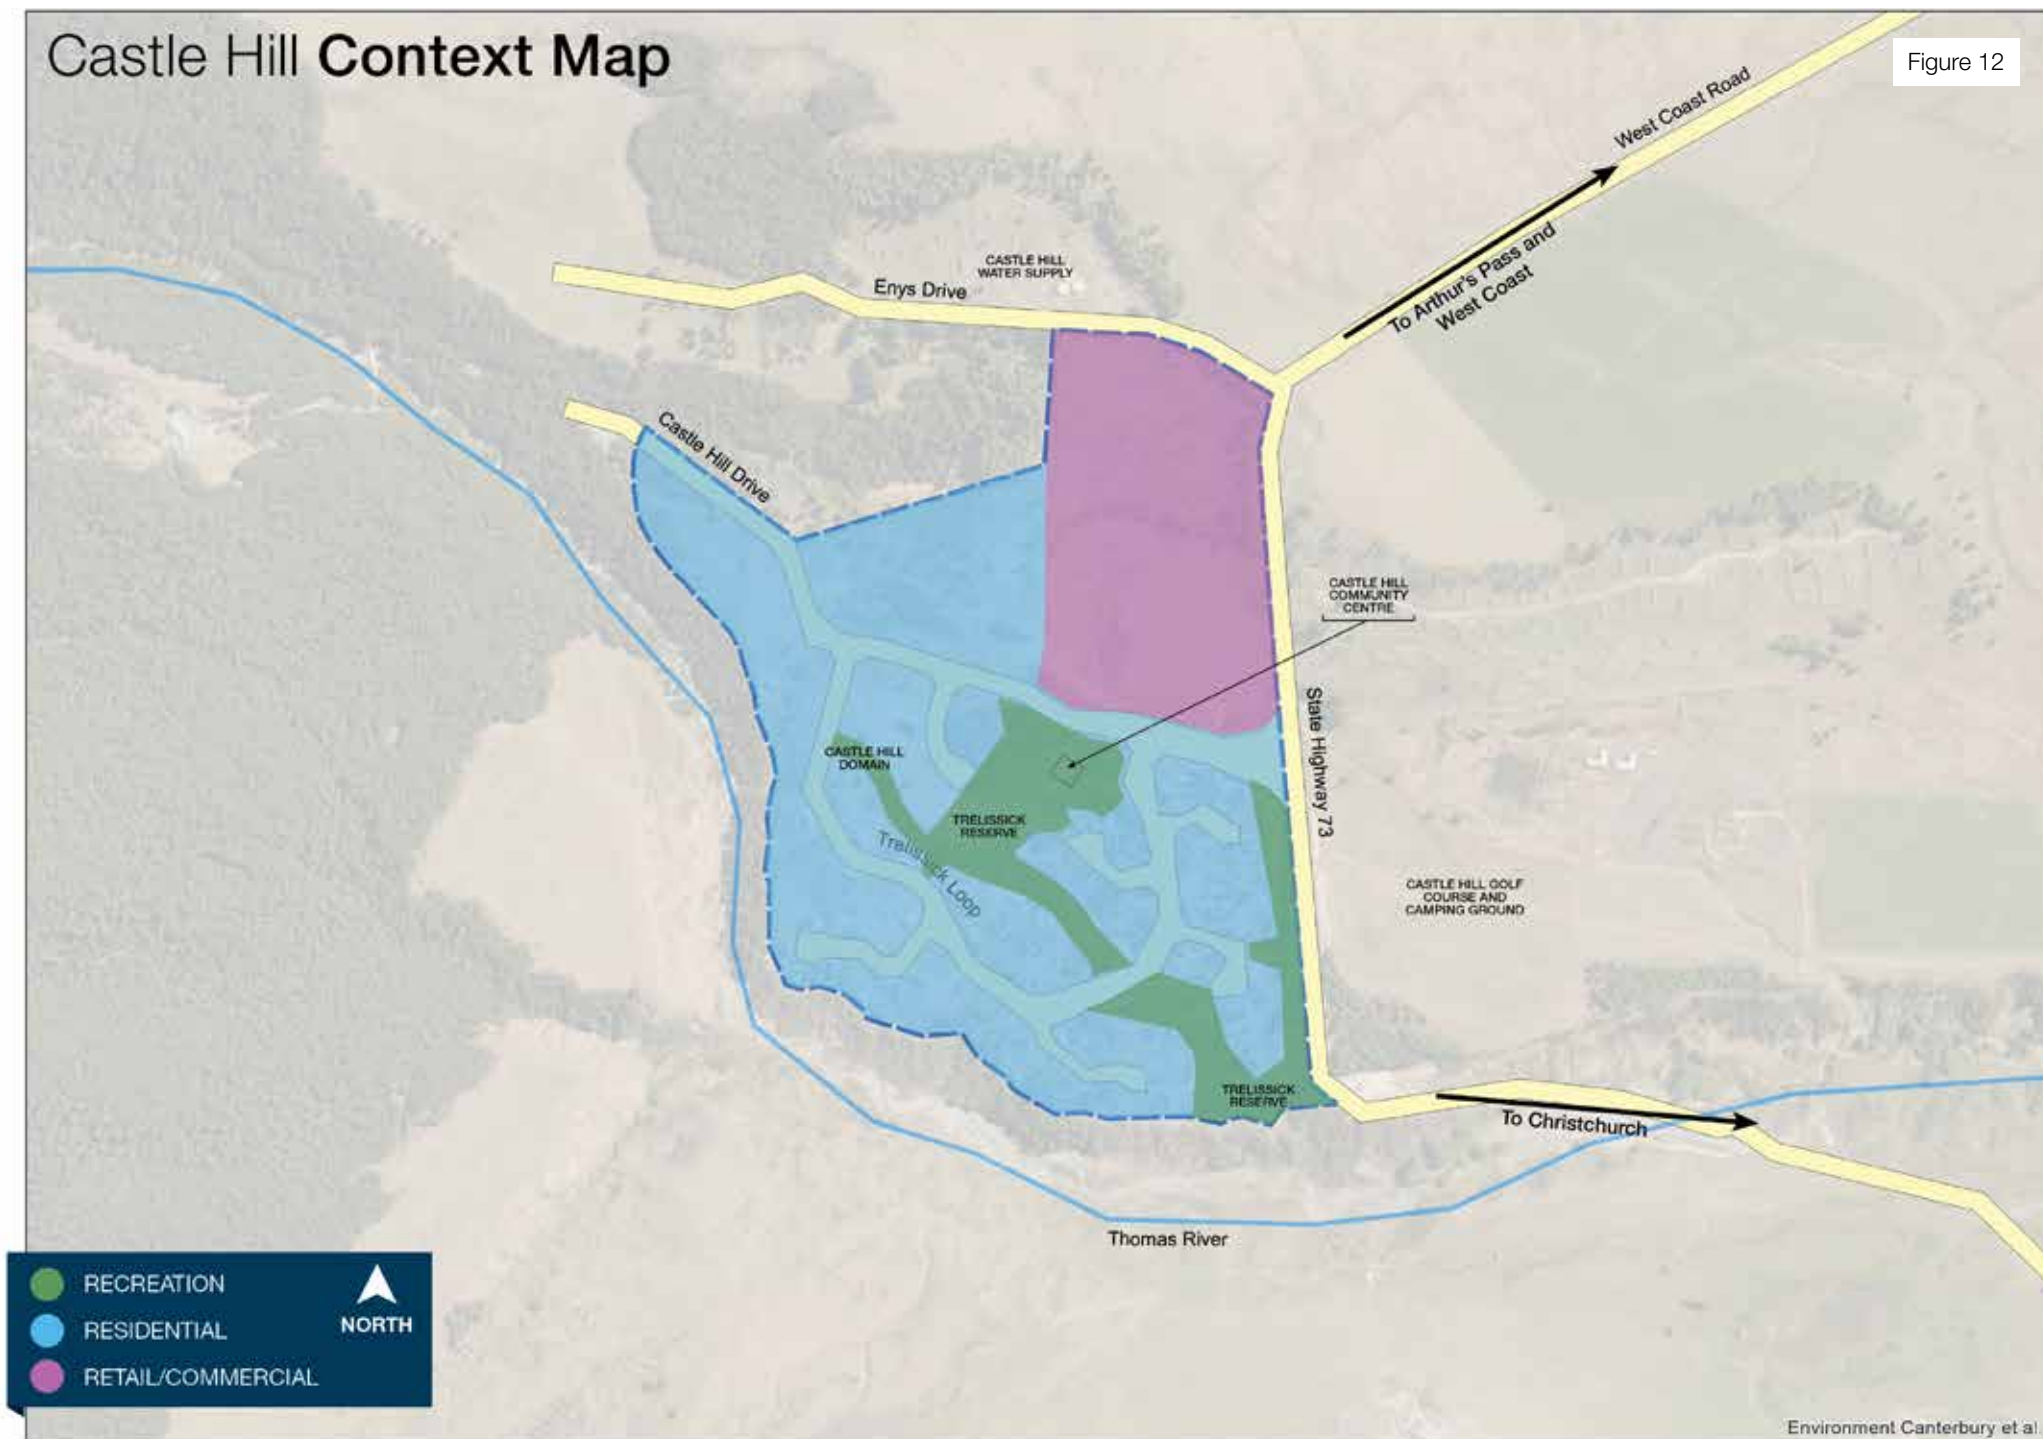 Castle Hill Context Map
Figure 12
West Coast Road
To Arthur's Pass and
West Coast
CASTLE HILL
WATER SUPPLY
Enys Drive
Castle Hill Drive
CASTLE HILL
COMMUNITY
CENTRE
State Highway 73
CASTLE HILL
DOMAIN
TRELISSICK
RESERVE
Trelissick Loop
CASTLE HILL GOLF
COURSE AND
CAMPING GROUND
TRELISSICK
RESERVE
To Christchurch
Thomas River
RECREATION
RESIDENTIAL
RETAIL/COMMERCIAL
NORTH
Environment Canterbury et al